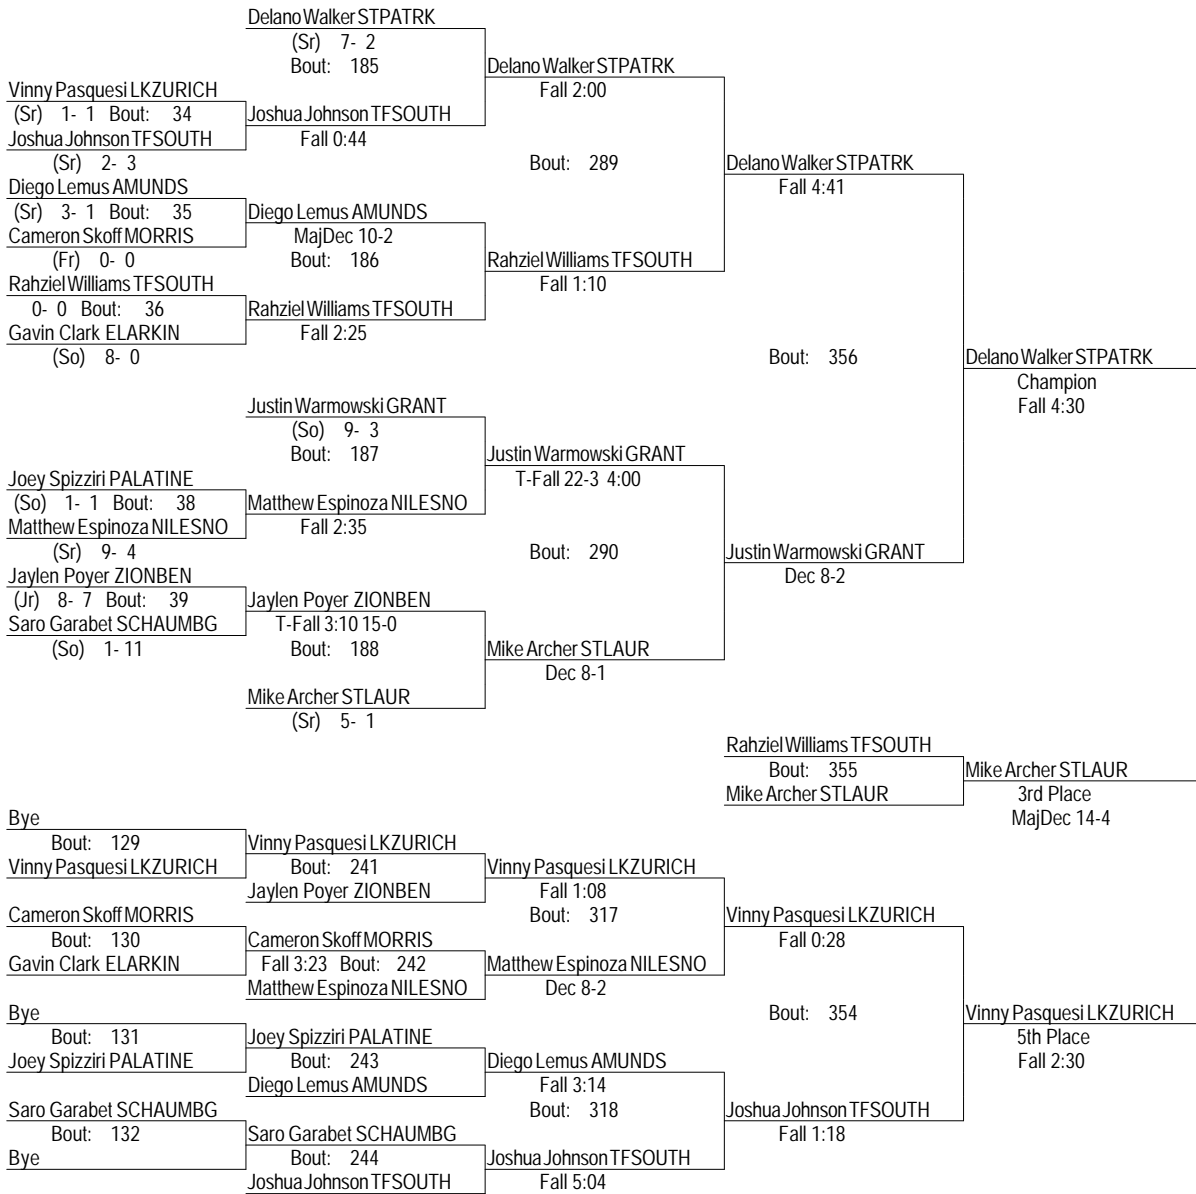 Delano Walker STPATRK
(Sr) 7- 2
Bout: 185
Delano Walker STPATRK
Fall 2:00
Vinny Pasquesi LKZURICH
(Sr) 1- 1 Bout: 34
Joshua Johnson TFSOUTH
Joshua Johnson TFSOUTH
Fall 0:44
(Sr) 2- 3
Bout: 289
Delano Walker STPATRK
Fall 4:41
Diego Lemus AMUNDS
(Sr) 3- 1 Bout: 35
Diego Lemus AMUNDS
Cameron Skoff MORRIS
MajDec 10-2
(Fr) 0- 0
Bout: 186
Rahziel Williams TFSOUTH
Fall 1:10
Rahziel Williams TFSOUTH
0- 0 Bout: 36
Rahziel Williams TFSOUTH
Gavin Clark ELARKIN
Fall 2:25
(So) 8- 0
Bout: 356
Delano Walker STPATRK
Champion
Fall 4:30
Justin Warmowski GRANT
(So) 9- 3
Bout: 187
Justin Warmowski GRANT
T-Fall 22-3 4:00
Joey Spizziri PALATINE
(So) 1- 1 Bout: 38
Matthew Espinoza NILESNO
Matthew Espinoza NILESNO
Fall 2:35
(Sr) 9- 4
Bout: 290
Justin Warmowski GRANT
Dec 8-2
Jaylen Poyer ZIONBEN
(Jr) 8- 7 Bout: 39
Jaylen Poyer ZIONBEN
Saro Garabet SCHAUMBG
T-Fall 3:10 15-0
(So) 1- 11
Bout: 188
Mike Archer STLAUR
Dec 8-1
Mike Archer STLAUR
(Sr) 5- 1
Rahziel Williams TFSOUTH
Bout: 355
Mike Archer STLAUR
Mike Archer STLAUR
3rd Place
MajDec 14-4
Bye
Bout: 129
Vinny Pasquesi LKZURICH
Vinny Pasquesi LKZURICH
Bout: 241
Jaylen Poyer ZIONBEN
Vinny Pasquesi LKZURICH
Fall 1:08
Bout: 317
Vinny Pasquesi LKZURICH
Fall 0:28
Cameron Skoff MORRIS
Bout: 130
Gavin Clark ELARKIN
Cameron Skoff MORRIS
Fall 3:23 Bout: 242
Matthew Espinoza NILESNO
Matthew Espinoza NILESNO
Dec 8-2
Bye
Bout: 131
Joey Spizziri PALATINE
Joey Spizziri PALATINE
Bout: 243
Diego Lemus AMUNDS
Bout: 354
Vinny Pasquesi LKZURICH
5th Place
Fall 2:30
Diego Lemus AMUNDS
Fall 3:14
Bout: 318
Joshua Johnson TFSOUTH
Fall 1:18
Saro Garabet SCHAUMBG
Bout: 132
Bye
Saro Garabet SCHAUMBG
Bout: 244
Joshua Johnson TFSOUTH
Joshua Johnson TFSOUTH
Fall 5:04